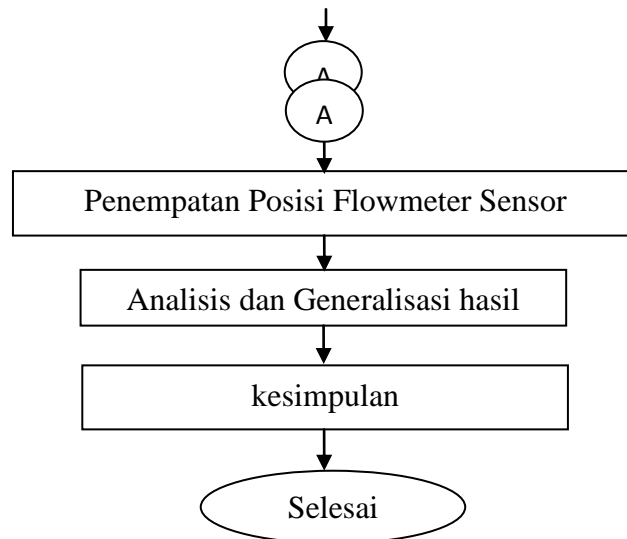 A
A
Penempatan Posisi Flowmeter Sensor
Analisis dan Generalisasi hasil
kesimpulan
Selesai